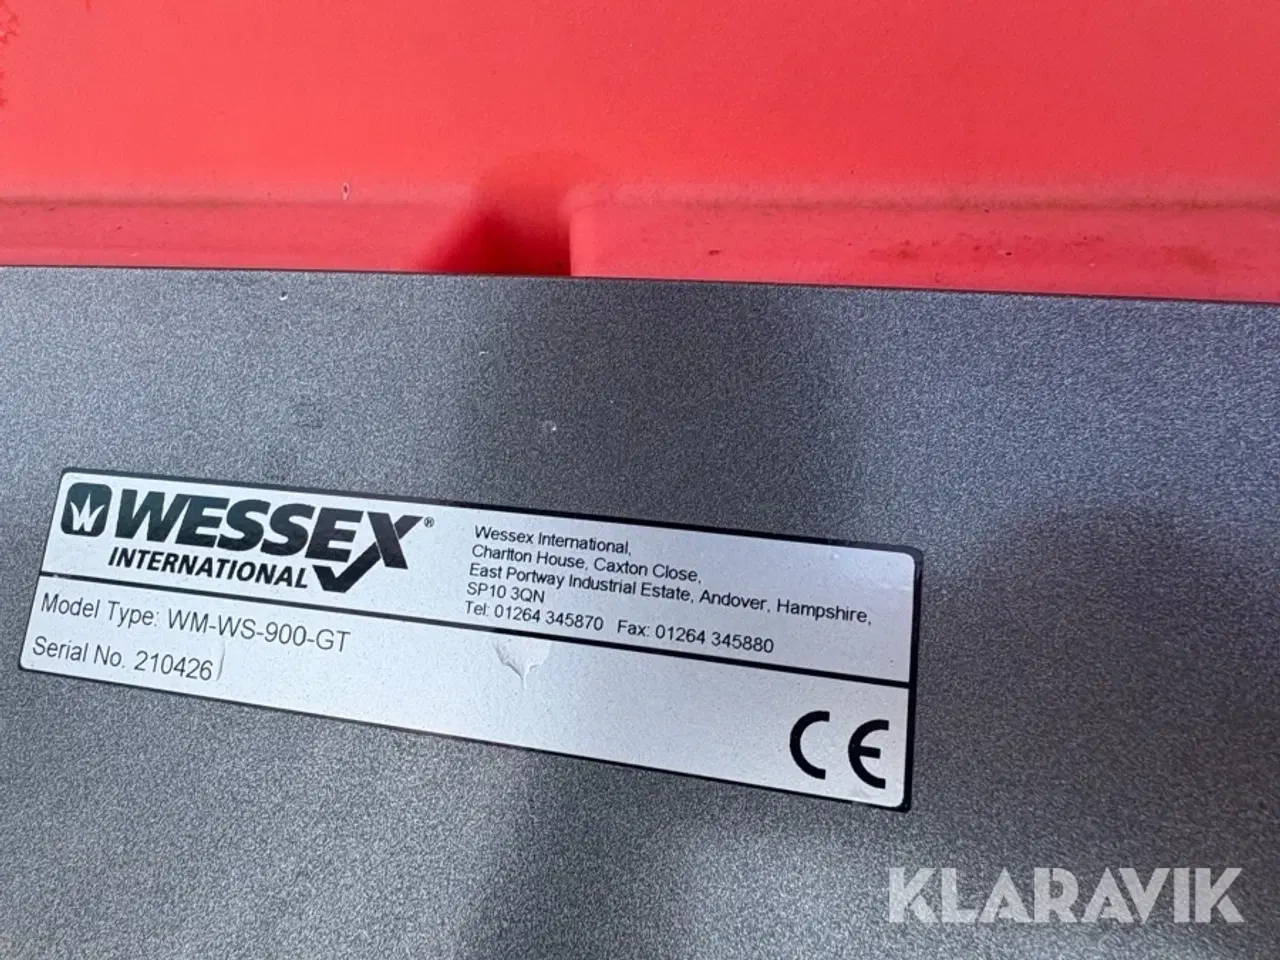 WESSEX®
INTERNATIONAL
Wessex International,
Charlton House, Caxton Close,
East Portway Industrial Estate, Andover, Hampshire,
SP10 3QN
Tel: 01264 345870 Fax: 01264 345880
Model Type: WM-WS-900-GT
Serial No. 210426
CE
KLARAVIK